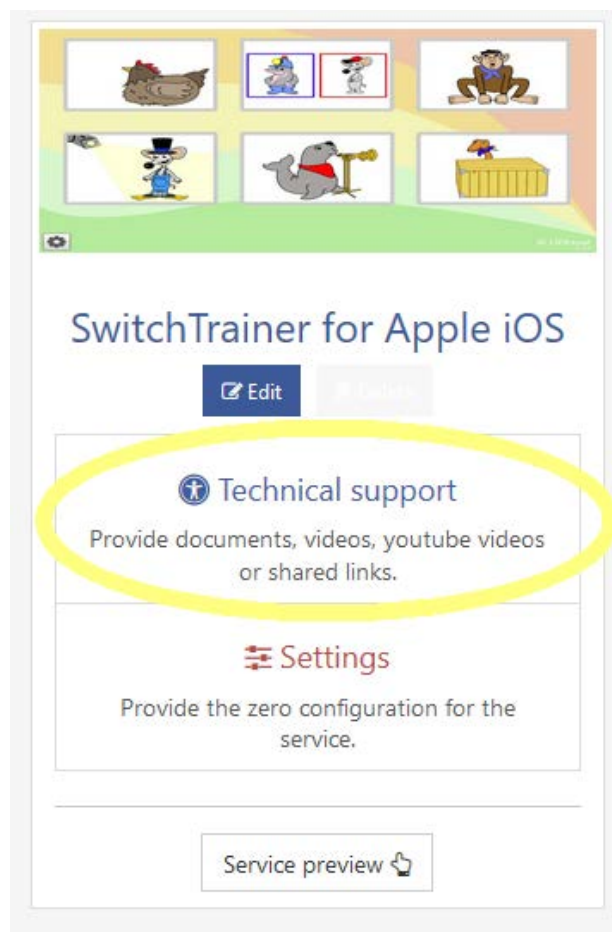 SwitchTrainer for Apple iOS
Edit
Delete
Technical support
Provide documents, videos, youtube videos
or shared links.
Settings
Provide the zero configuration for the
service.
Service preview